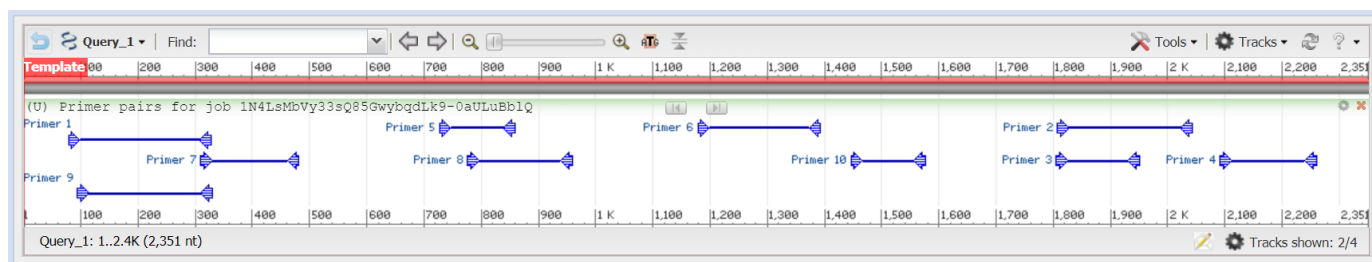 Query_1 Find: ATG Tools Tracks ?
Template 100 |200 |300 |400 |500 |600 |700 |800 |900 |1 K |1,100 |1,200 |1,300 |1,400 |1,500 |1,600 |1,700 |1,800 |1,900 |2 K |2,100 |2,200 2,351
(U) Primer pairs for job 1N4LsMbVy33sQ85GwybqdLk9-0aULuBblQ
Primer 1 Primer 5 Primer 6 Primer 2
Primer 7 Primer 8 Primer 10 Primer 3 Primer 4
Primer 9
1 |100 |200 |300 |400 |500 |600 |700 |800 |900 |1 K |1,100 |1,200 |1,300 |1,400 |1,500 |1,600 |1,700 |1,800 |1,900 |2 K |2,100 |2,200 2,351
Query_1: 1..2.4K (2,351 nt) Tracks shown: 2/4